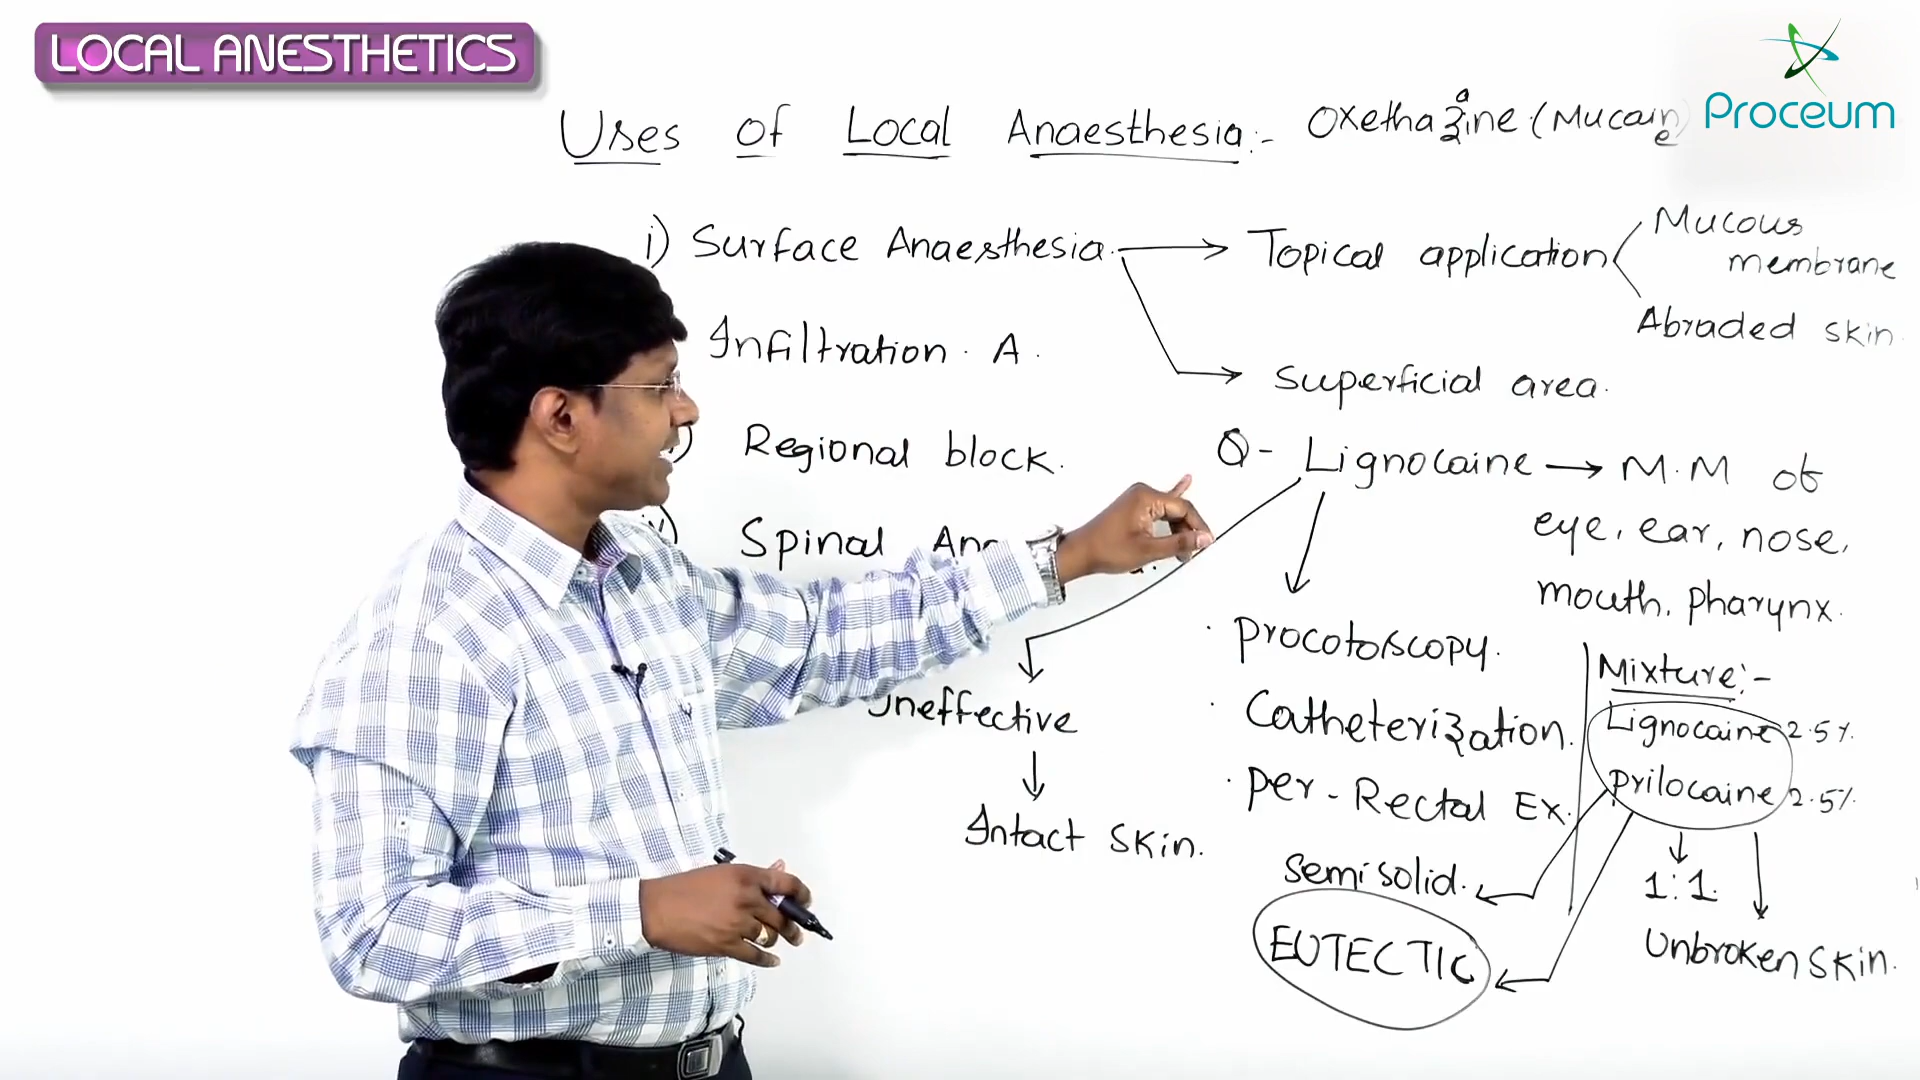 LOCAL ANESTHETICS
Proceum
Uses of Local Anaesthesia:- Oxethazine (Mucaine)
a
i) Surface Anaesthesia. Topical application
Mucous
membrane
Abraded skin.
Infiltration. A.
superficial area.
Regional block.
Q- Lignocaine → M.M of
eye, ear, nose,
mouth, pharynx.
iv) Spinal
· Procotoscopy.
· Catheterization.
· Per-Rectal Ex.
Ineffective
Intact skin.
Mixture:-
Lignocaine 2.5%
Prilocaine 2.5%
1:1.
Unbroken skin.
semisolid.
EUTECTIC